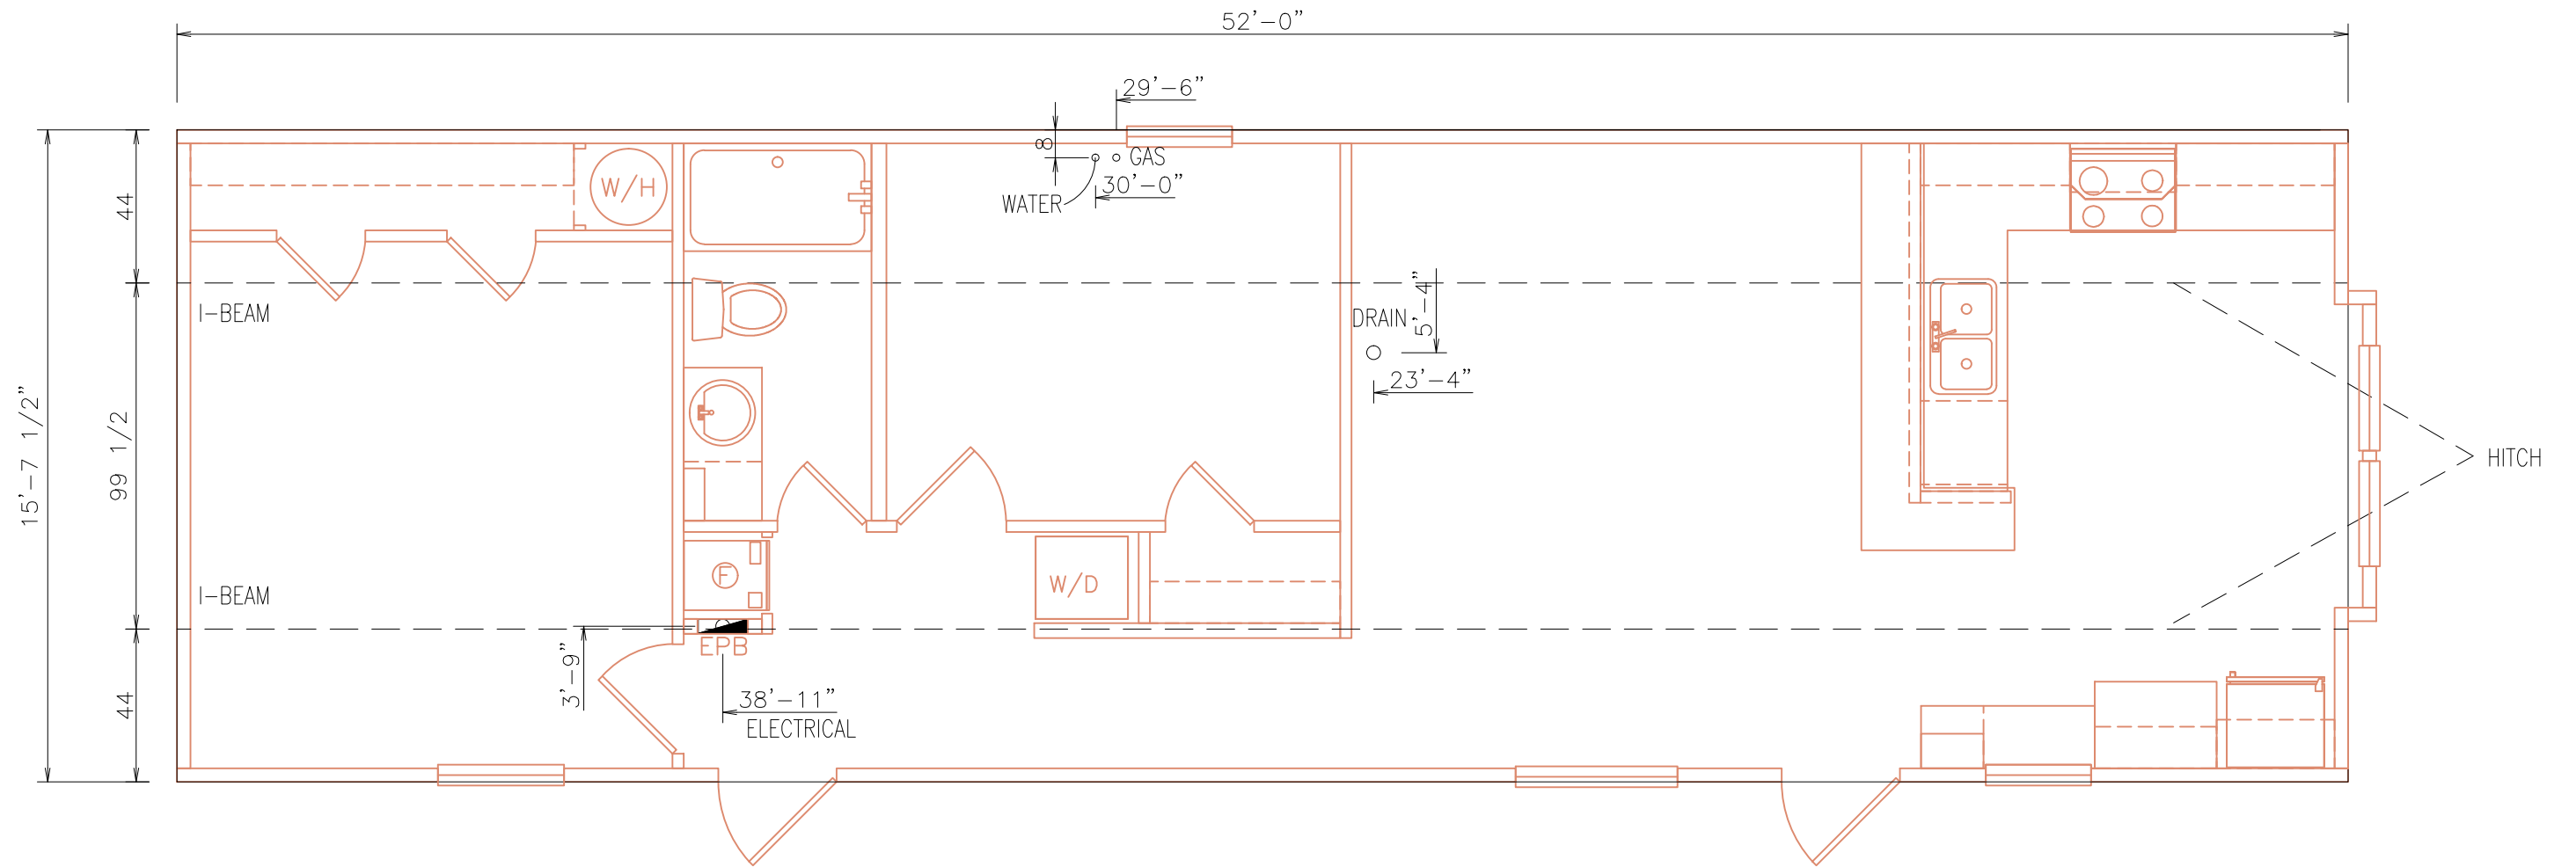 52’-0”
29’-6”
8
GAS
30’-0”
WATER
W/H
44
I-BEAM
DRAIN
5’-4”
23’-4”
15’-7 1/2”
99 1/2
HITCH
F
W/D
I-BEAM
EPB
3’-9”
38’-11”
ELECTRICAL
44